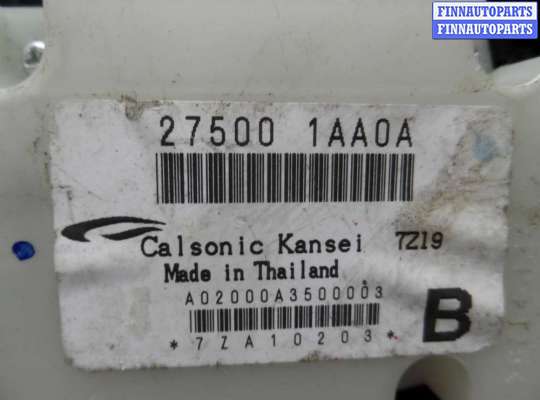 FINNAUTOPARTS
FINNAUTOPARTS
27500 1AA0A
Calsonic Kansei 7Z19
Made in Thailand
A02000A3500003
B
*7ZA10203*